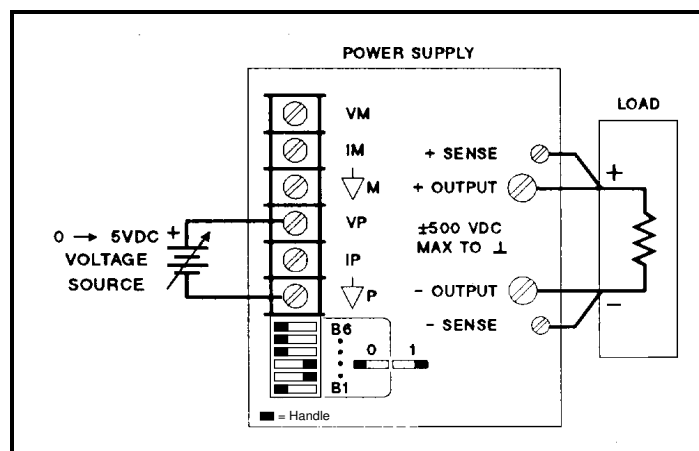 POWER SUPPLY
LOAD
VM
IM
M
VP
IP
P
+ SENSE
+ OUTPUT
±500 VDC
MAX TO ⊥
- OUTPUT
- SENSE
+
−
0 → 5VDC +
VOLTAGE
SOURCE
B6
0 1
B1
= Handle